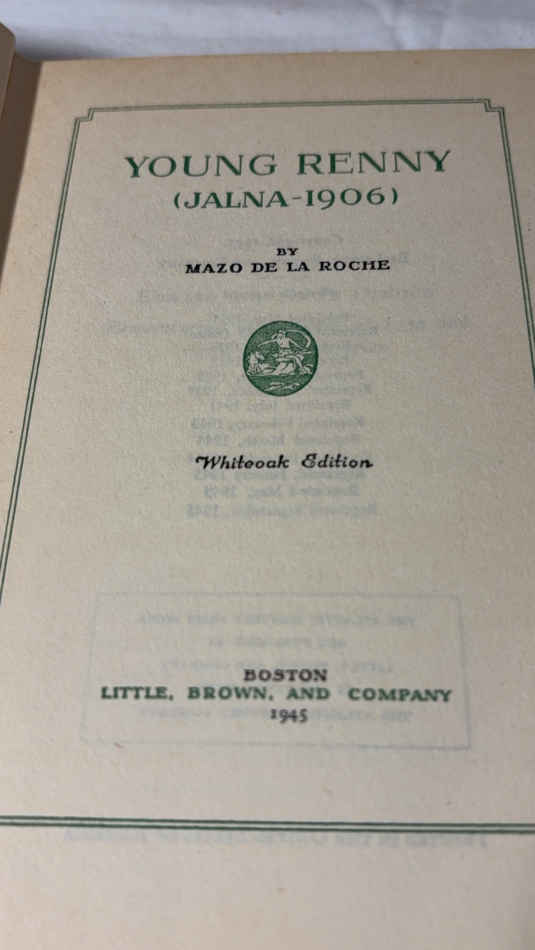 YOUNG RENNY
(JALNA-1906)
BY
MAZO DE LA ROCHE
Whiteoak Edition
BOSTON
LITTLE, BROWN, AND COMPANY
1945